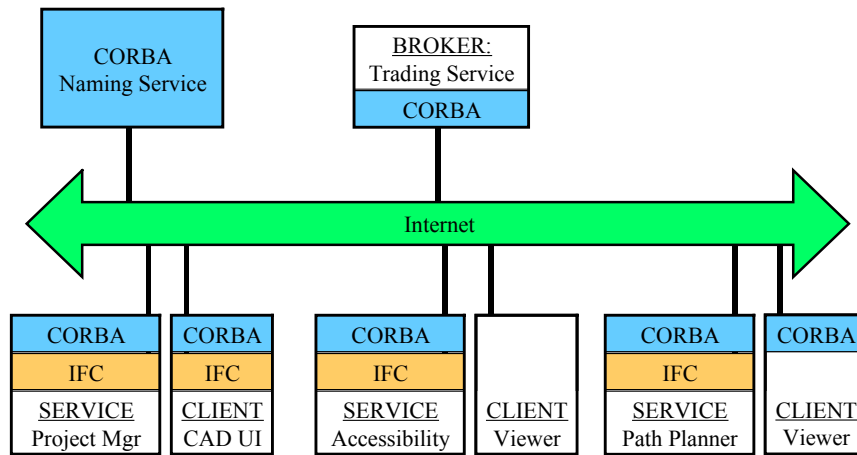 CORBA
Naming Service
BROKER:
Trading Service
CORBA
Internet
CORBA
IFC
SERVICE
Project Mgr
CORBA
IFC
CLIENT
CAD UI
CORBA
IFC
SERVICE
Accessibility
CLIENT
Viewer
CORBA
IFC
SERVICE
Path Planner
CORBA
CLIENT
Viewer